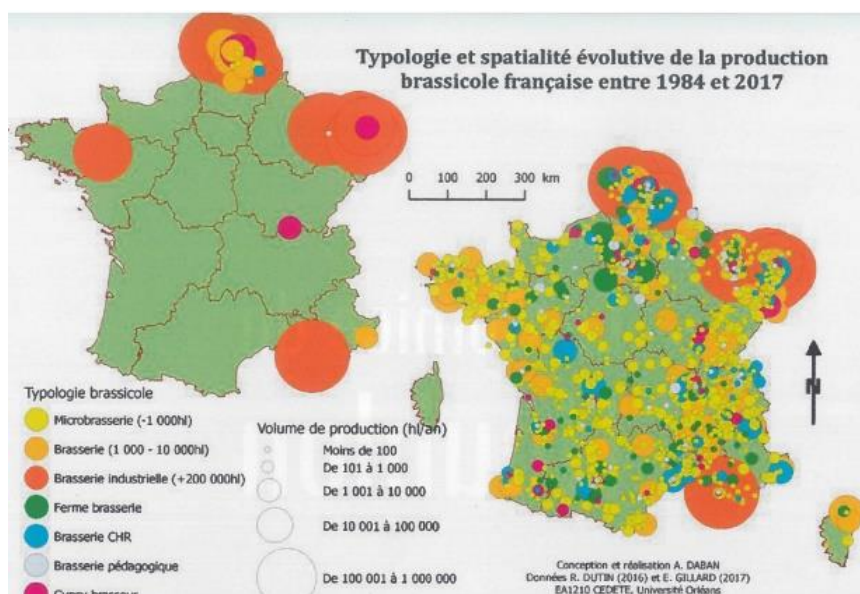 Typologie et spatialité évolutive de la production
brassicole française entre 1984 et 2017
0 100 200 300 km
N
Typologie brassicole
Microbrasserie (-1 000hl)
Brasserie (1 000 - 10 000hl)
Brasserie industrielle (+200 000hl)
Ferme brasserie
Brasserie CHR
Brasserie pédagogique
Volume de production (hl/an)
Moins de 100
De 101 à 1 000
De 1 001 à 10 000
De 10 001 à 100 000
De 100 001 à 1 000 000
Conception et réalisation A. DABAN
Données R. DUTIN (2016) et E. GILLARD (2017)
EA1210 CEDETE, Université Orléans